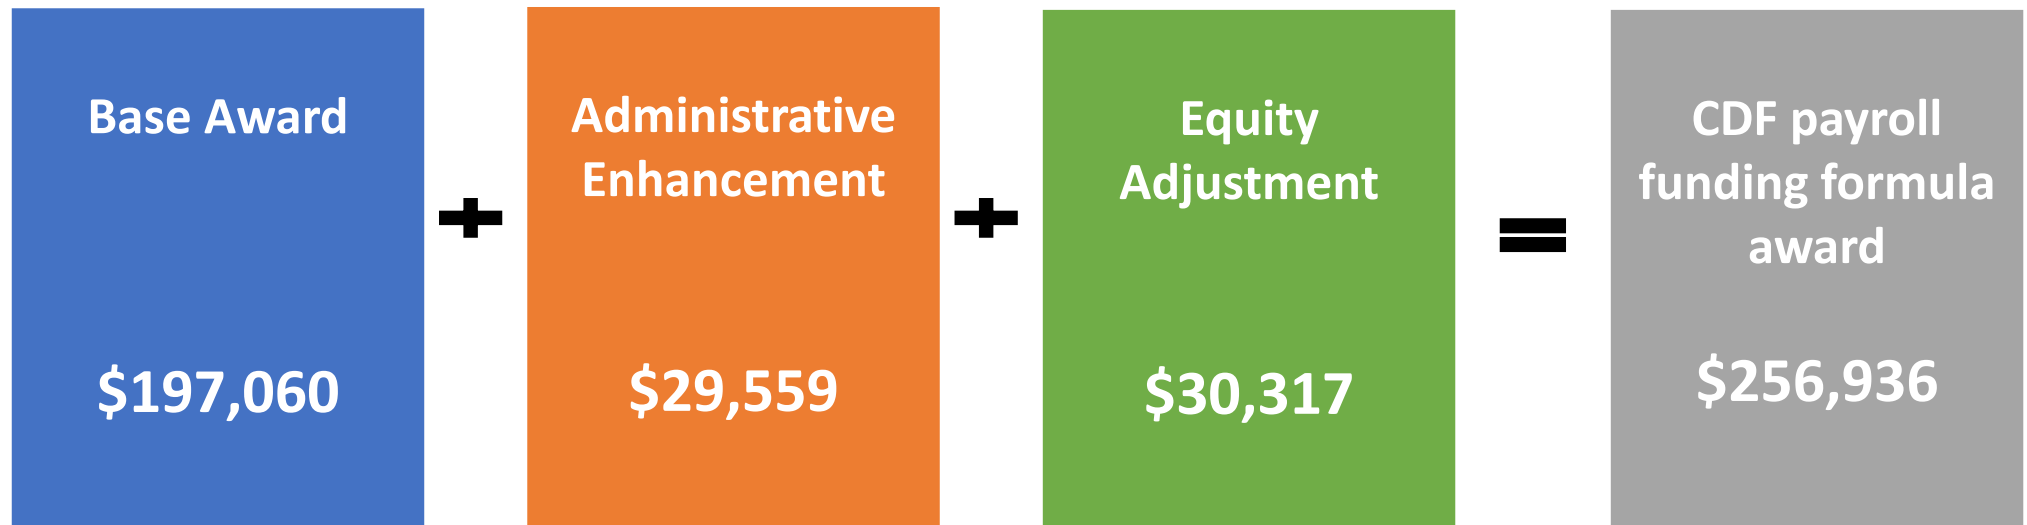 Base Award
$197,060
+
Administrative
Enhancement
$29,559
+
Equity
Adjustment
$30,317
=
CDF payroll
funding formula
award
$256,936